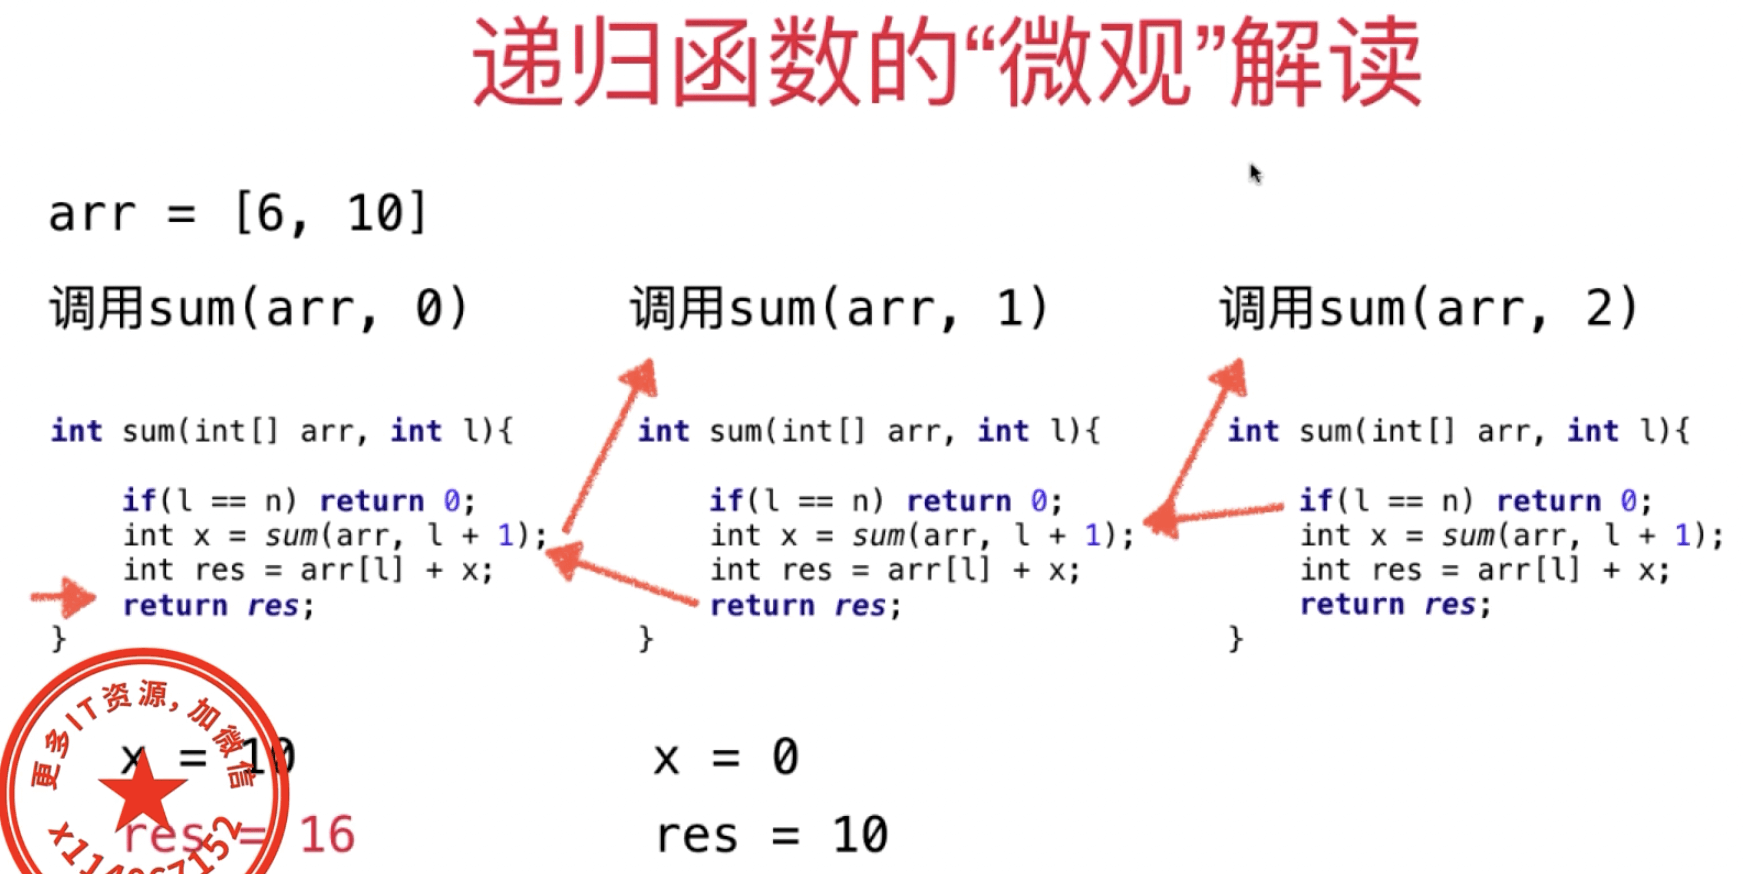 递归函数的“微观”解读
arr = [6, 10]
调用sum(arr, 0)
int sum(int[] arr, int l){
if(l == n) return 0;
int x = sum(arr, l + 1);
int res = arr[l] + x;
return res;
}
x = 10
res = 16
调用sum(arr, 1)
int sum(int[] arr, int l){
if(l == n) return 0;
int x = sum(arr, l + 1);
int res = arr[l] + x;
return res;
}
x = 0
res = 10
调用sum(arr, 2)
int sum(int[] arr, int l){
if(l == n) return 0;
int x = sum(arr, l + 1);
int res = arr[l] + x;
return res;
}
更多IT资源,加微信